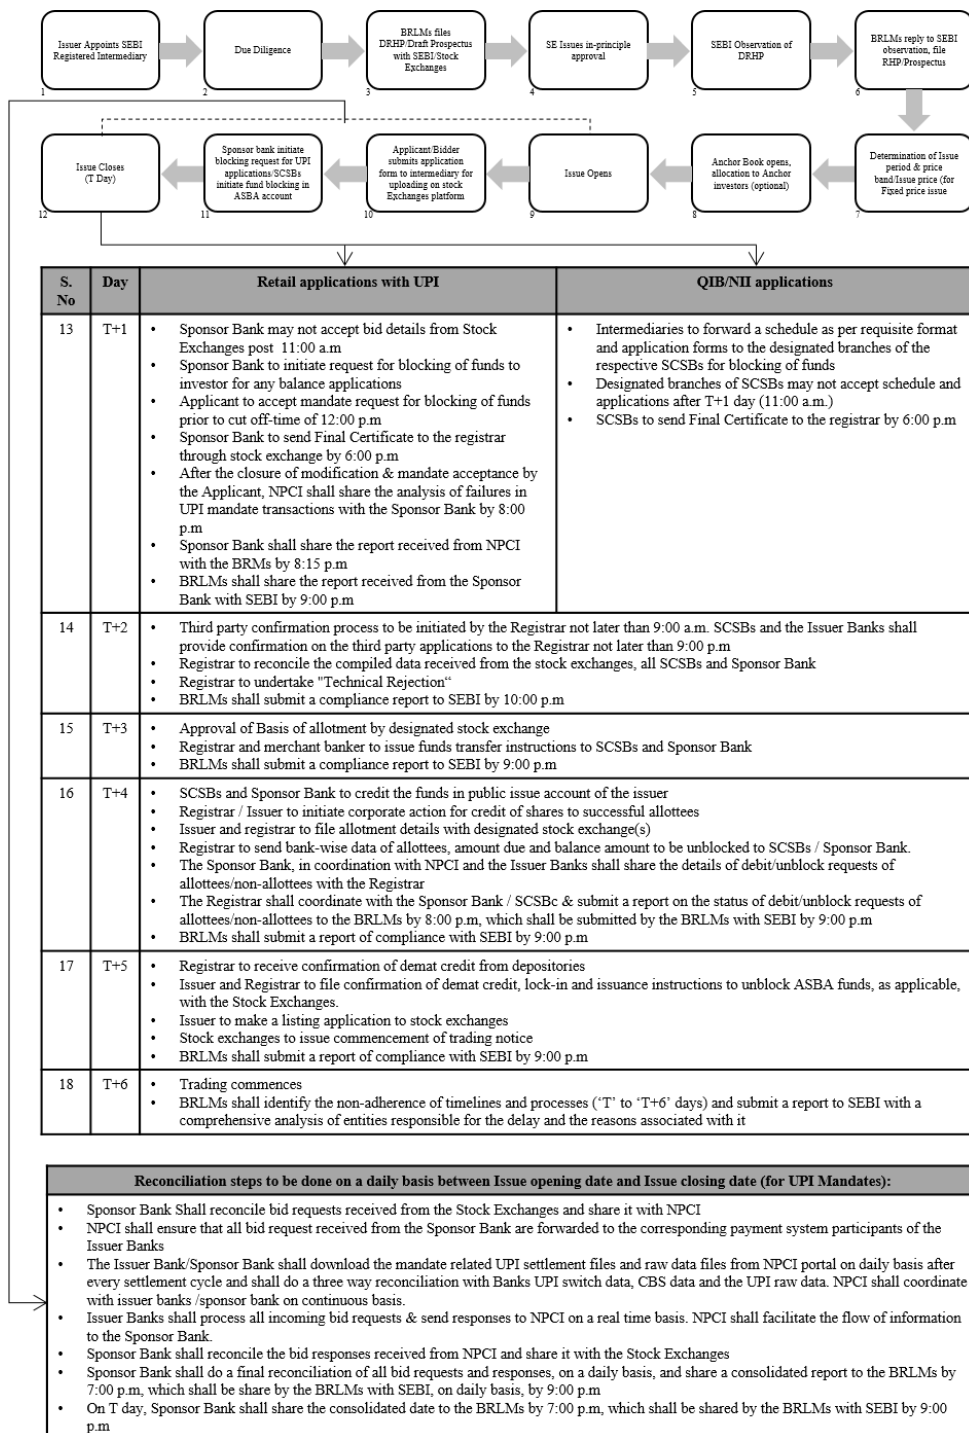 Issuer Appoints SEBI
Registered Intermediary
1
Due Diligence
2
BRLMs files
DRHP/Draft Prospectus
with SEBI/Stock
Exchanges
3
SE Issues in-principle
approval
4
SEBI Observation of
DRHP
5
BRLMs reply to SEBI
observation, file
RHP/Prospectus
6
Issue Closes
(T Day)
12
Sponsor bank initiate
blocking request for UPI
applications/SCSBs
initiate fund blocking in
ASBA account
11
Applicant/Bidder
submits application
form to intermediary for
uploading on stock
Exchanges platform
10
Issue Opens
9
Anchor Book opens,
allocation to Anchor
investors (optional)
8
Determination of Issue
period & price
band/Issue price (for
Fixed price issue
7
S. No
Day
Retail applications with UPI
QIB/NII applications
13
T+1
• Sponsor Bank may not accept bid details from Stock
Exchanges post 11:00 a.m
• Sponsor Bank to initiate request for blocking of funds to
investor for any balance applications
• Applicant to accept mandate request for blocking of funds
prior to cut off-time of 12:00 p.m
• Sponsor Bank to send Final Certificate to the registrar
through stock exchange by 6:00 p.m
• After the closure of modification & mandate acceptance by
the Applicant, NPCI shall share the analysis of failures in
UPI mandate transactions with the Sponsor Bank by 8:00
p.m
• Sponsor Bank shall share the report received from NPCI
with the BRMs by 8:15 p.m
• BRLMs shall share the report received from the Sponsor
Bank with SEBI by 9:00 p.m
• Intermediaries to forward a schedule as per requisite format
and application forms to the designated branches of the
respective SCSBs for blocking of funds
• Designated branches of SCSBs may not accept schedule and
applications after T+1 day (11:00 a.m.)
• SCSBs to send Final Certificate to the registrar by 6:00 p.m
14
T+2
• Third party confirmation process to be initiated by the Registrar not later than 9:00 a.m. SCSBs and the Issuer Banks shall
provide confirmation on the third party applications to the Registrar not later than 9:00 p.m
• Registrar to reconcile the compiled data received from the stock exchanges, all SCSBs and Sponsor Bank
• Registrar to undertake "Technical Rejection“
• BRLMs shall submit a compliance report to SEBI by 10:00 p.m
15
T+3
• Approval of Basis of allotment by designated stock exchange
• Registrar and merchant banker to issue funds transfer instructions to SCSBs and Sponsor Bank
• BRLMs shall submit a compliance report to SEBI by 9:00 p.m
16
T+4
• SCSBs and Sponsor Bank to credit the funds in public issue account of the issuer
• Registrar / Issuer to initiate corporate action for credit of shares to successful allottees
• Issuer and registrar to file allotment details with designated stock exchange(s)
• Registrar to send bank-wise data of allottees, amount due and balance amount to be unblocked to SCSBs / Sponsor Bank.
• The Sponsor Bank, in coordination with NPCI and the Issuer Banks shall share the details of debit/unblock requests of
allottees/non-allottees with the Registrar
• The Registrar shall coordinate with the Sponsor Bank / SCSBc & submit a report on the status of debit/unblock requests of
allottees/non-allottees to the BRLMs by 8:00 p.m, which shall be submitted by the BRLMs with SEBI by 9:00 p.m
• BRLMs shall submit a report of compliance with SEBI by 9:00 p.m
17
T+5
• Registrar to receive confirmation of demat credit from depositories
• Issuer and Registrar to file confirmation of demat credit, lock-in and issuance instructions to unblock ASBA funds, as applicable,
with the Stock Exchanges.
• Issuer to make a listing application to stock exchanges
• Stock exchanges to issue commencement of trading notice
• BRLMs shall submit a report of compliance with SEBI by 9:00 p.m
18
T+6
• Trading commences
• BRLMs shall identify the non-adherence of timelines and processes (‘T’ to ‘T+6’ days) and submit a report to SEBI with a
comprehensive analysis of entities responsible for the delay and the reasons associated with it
Reconciliation steps to be done on a daily basis between Issue opening date and Issue closing date (for UPI Mandates):
• Sponsor Bank Shall reconcile bid requests received from the Stock Exchanges and share it with NPCI
• NPCI shall ensure that all bid request received from the Sponsor Bank are forwarded to the corresponding payment system participants of the
Issuer Banks
• The Issuer Bank/Sponsor Bank shall download the mandate related UPI settlement files and raw data files from NPCI portal on daily basis after
every settlement cycle and shall do a three way reconciliation with Banks UPI switch data, CBS data and the UPI raw data. NPCI shall coordinate
with issuer banks /sponsor bank on continuous basis.
• Issuer Banks shall process all incoming bid requests & send responses to NPCI on a real time basis. NPCI shall facilitate the flow of information
to the Sponsor Bank.
• Sponsor Bank shall reconcile the bid responses received from NPCI and share it with the Stock Exchanges
• Sponsor Bank shall do a final reconciliation of all bid requests and responses, on a daily basis, and share a consolidated report to the BRLMs by
7:00 p.m, which shall be share by the BRLMs with SEBI, on daily basis, by 9:00 p.m
• On T day, Sponsor Bank shall share the consolidated date to the BRLMs by 7:00 p.m, which shall be shared by the BRLMs with SEBI by 9:00
p.m